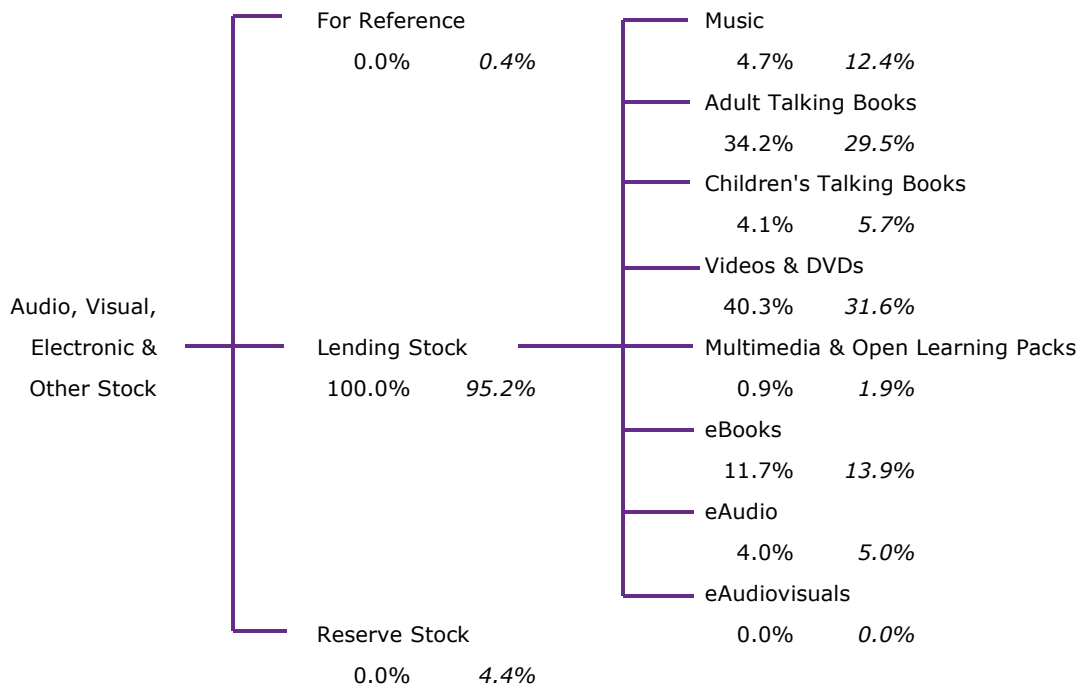 Audio, Visual,
Electronic &
Other Stock
For Reference
0.0% 0.4%
Lending Stock
100.0% 95.2%
Reserve Stock
0.0% 4.4%
Music
4.7% 12.4%
Adult Talking Books
34.2% 29.5%
Children's Talking Books
4.1% 5.7%
Videos & DVDs
40.3% 31.6%
Multimedia & Open Learning Packs
0.9% 1.9%
eBooks
11.7% 13.9%
eAudio
4.0% 5.0%
eAudiovisuals
0.0% 0.0%